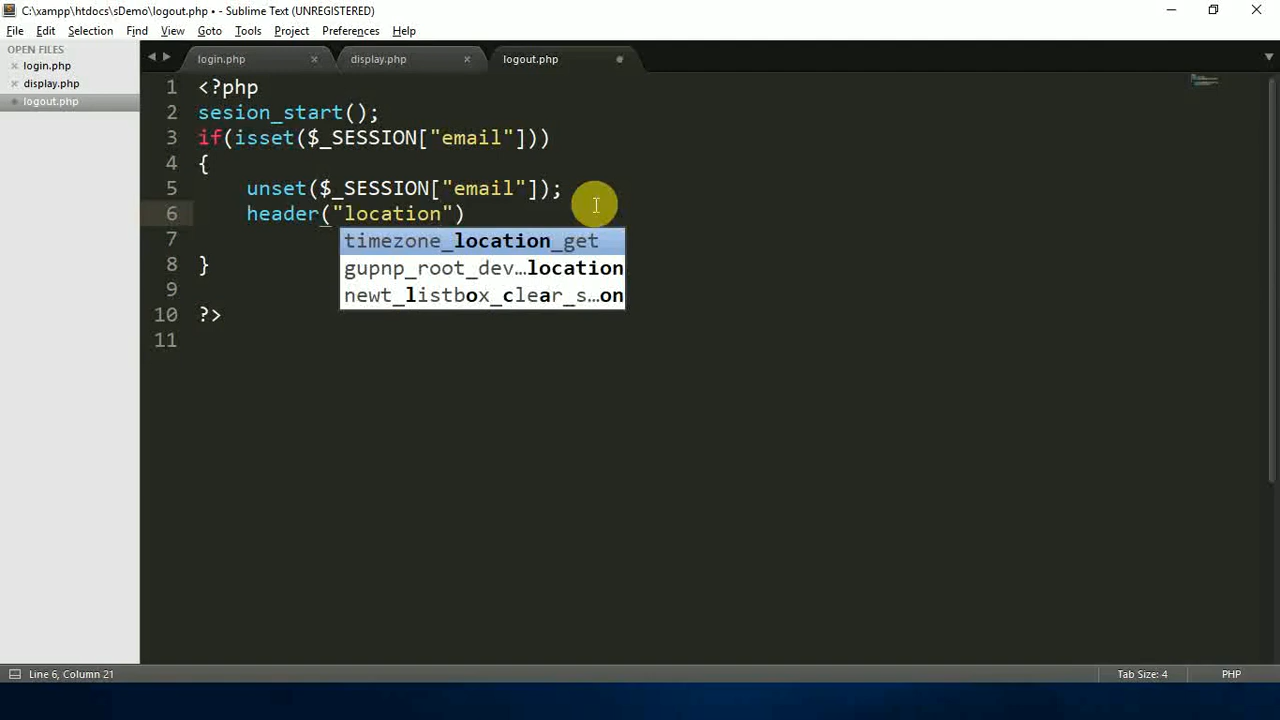 C:\xampp\htdocs\sDemo\logout.php • - Sublime Text (UNREGISTERED)
File Edit Selection Find View Goto Tools Project Preferences Help
OPEN FILES
login.php
display.php
logout.php
login.php × display.php × logout.php
1 <?php
2 sesion_start();
3 if(isset($_SESSION["email"]))
4 {
5 unset($_SESSION["email"]);
6 header("location")
7
8 }
9
10 ?>
11
timezone_location_get
gupnp_root_dev…location
newt_listbox_clear_s…on
Line 6, Column 21 Tab Size: 4 PHP